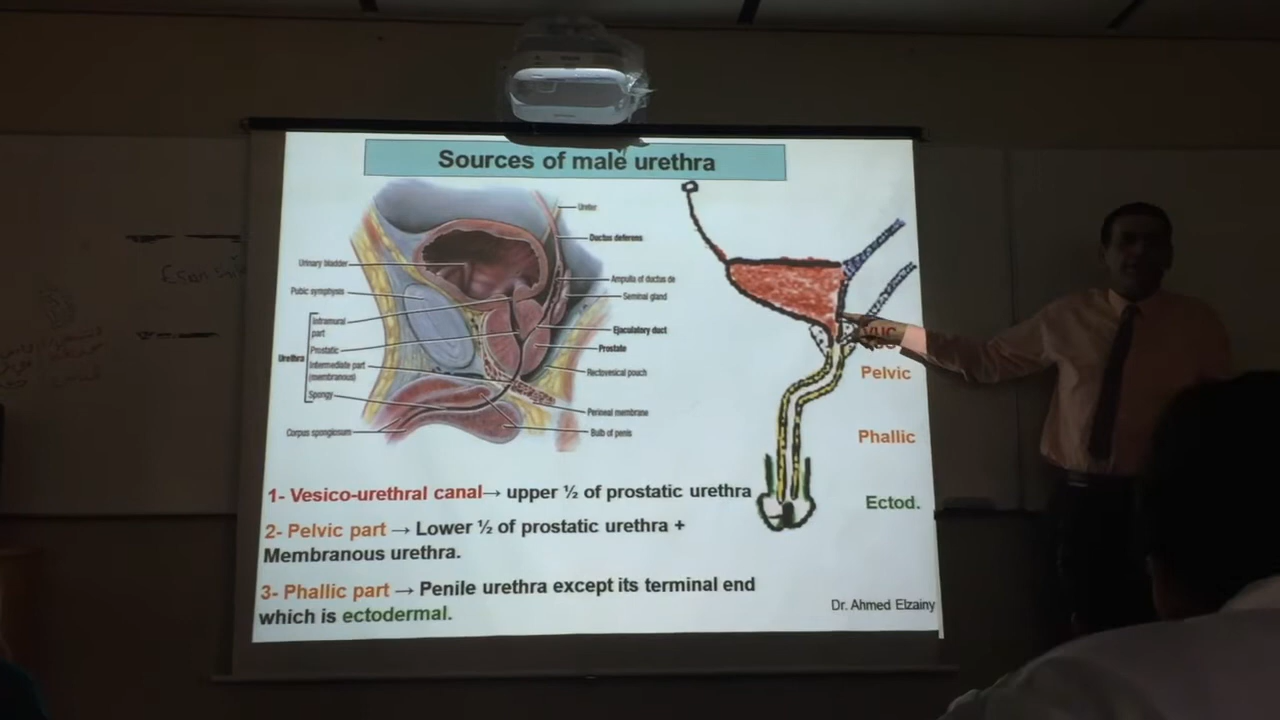 Sources of male urethra
Ureter
Ductus deferens
Urinary bladder
Ampulla of ductus de
Pubic symphysis
Seminal gland
Intramural
part
Ejaculatory duct
Prostatic
Prostate
Urethra
Intermediate part
(membranous)
Rectovesical pouch
Spongy
Perineal membrane
Corpus spongiosum
Bulb of penis
VUC
Pelvic
Phallic
Ectod.
1- Vesico-urethral canal→ upper ½ of prostatic urethra
2- Pelvic part → Lower ½ of prostatic urethra +
Membranous urethra.
3- Phallic part → Penile urethra except its terminal end
which is ectodermal.
Dr. Ahmed Elzainy